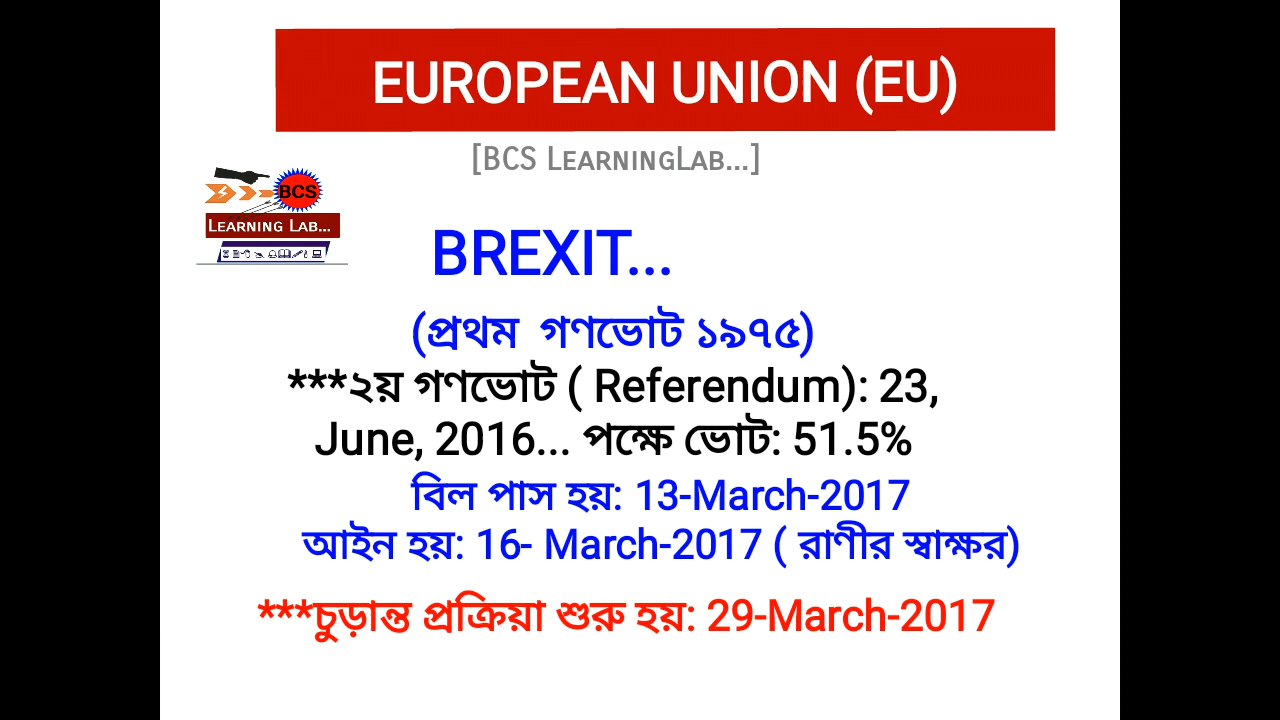 EUROPEAN UNION (EU)
[BCS LearningLab...]
BCS
Learning Lab...
BREXIT...
(প্রথম গণভোট ১৯৭৫)
***২য় গণভোট ( Referendum): 23,
June, 2016... পক্ষে ভোট: 51.5%
বিল পাস হয়: 13-March-2017
আইন হয়: 16- March-2017 ( রাণীর স্বাক্ষর)
***চুড়ান্ত প্রক্রিয়া শুরু হয়: 29-March-2017